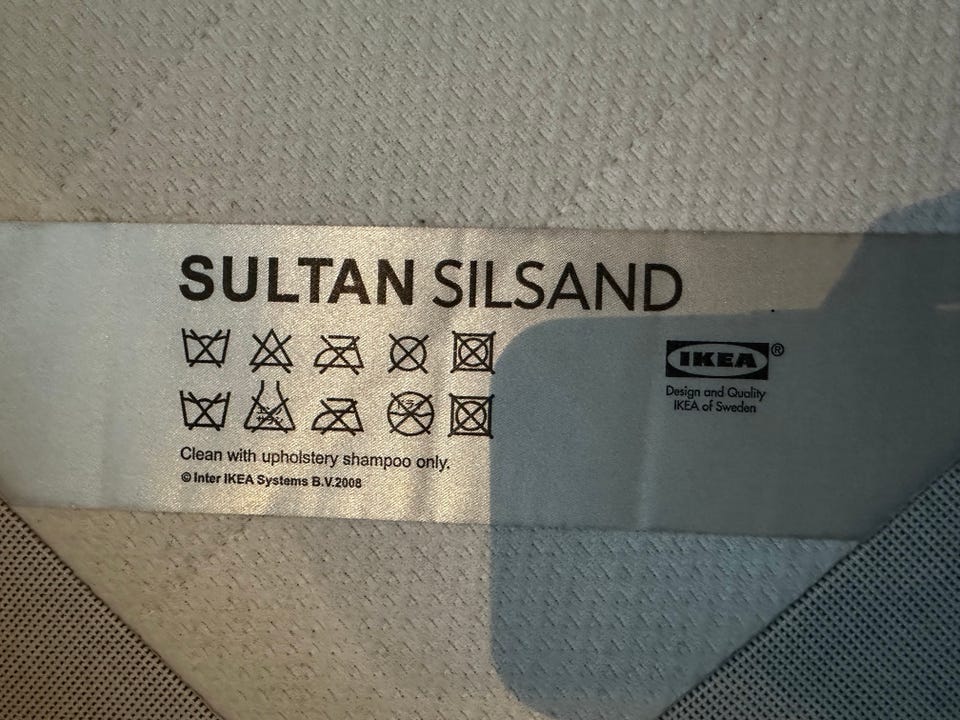 SULTAN SILSAND
IKEA®
Design and Quality
IKEA of Sweden
Clean with upholstery shampoo only.
© Inter IKEA Systems B.V.2008